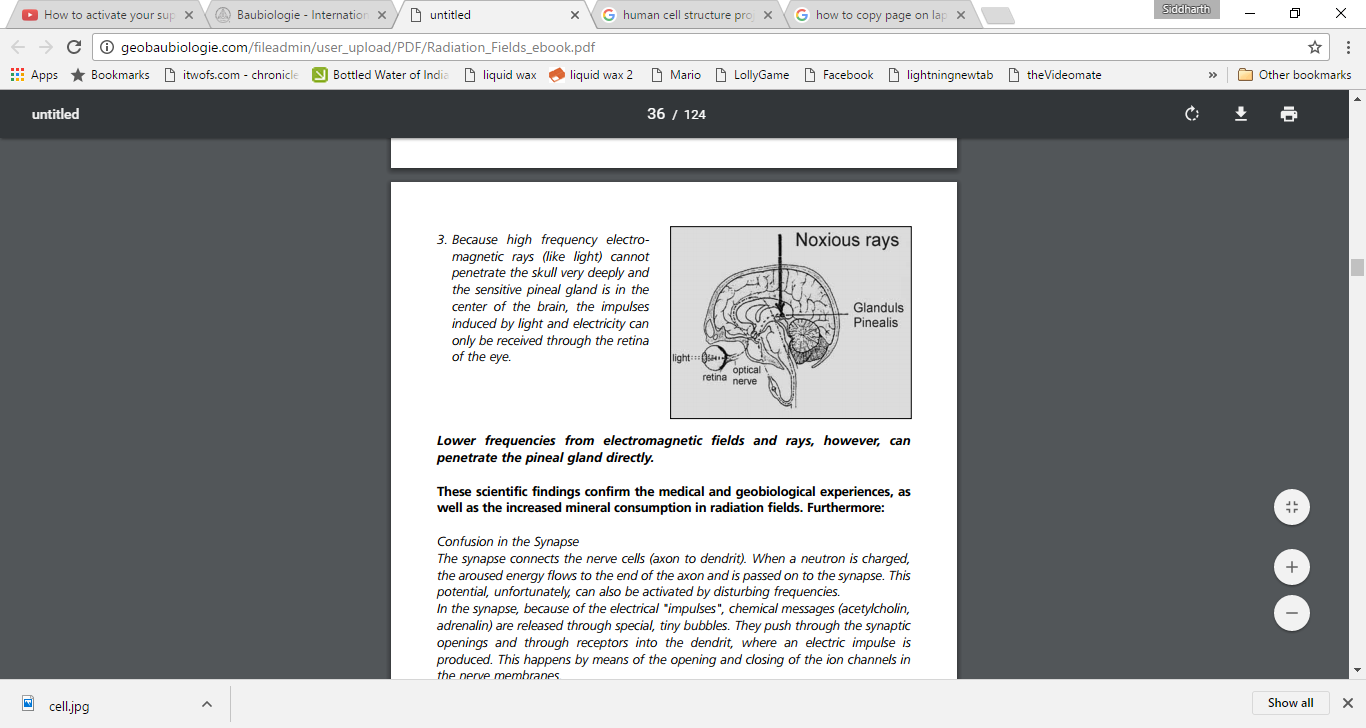 How to activate your sup
Baubiologie - Internation
untitled
human cell structure pro
how to copy page on lap
Siddharth
geobaubiologie.com/fileadmin/user_upload/PDF/Radiation_Fields_ebook.pdf
Apps
Bookmarks
itwofs.com - chronicle
Bottled Water of India
liquid wax
liquid wax 2
Mario
LollyGame
Facebook
lightningnewtab
theVideomate
»
Other bookmarks
untitled
36 / 124
3. Because high frequency electro-
magnetic rays (like light) cannot
penetrate the skull very deeply and
the sensitive pineal gland is in the
center of the brain, the impulses
induced by light and electricity can
only be received through the retina
of the eye.
Noxious rays
Glanduls
Pinealis
light
retina
optical
nerve
Lower frequencies from electromagnetic fields and rays, however, can
penetrate the pineal gland directly.
These scientific findings confirm the medical and geobiological experiences, as
well as the increased mineral consumption in radiation fields. Furthermore:
Confusion in the Synapse
The synapse connects the nerve cells (axon to dendrit). When a neutron is charged,
the aroused energy flows to the end of the axon and is passed on to the synapse. This
potential, unfortunately, can also be activated by disturbing frequencies.
In the synapse, because of the electrical "impulses", chemical messages (acetylcholin,
adrenalin) are released through special, tiny bubbles. They push through the synaptic
openings and through receptors into the dendrit, where an electric impulse is
produced. This happens by means of the opening and closing of the ion channels in
the nerve membranes.
cell.jpg
Show all